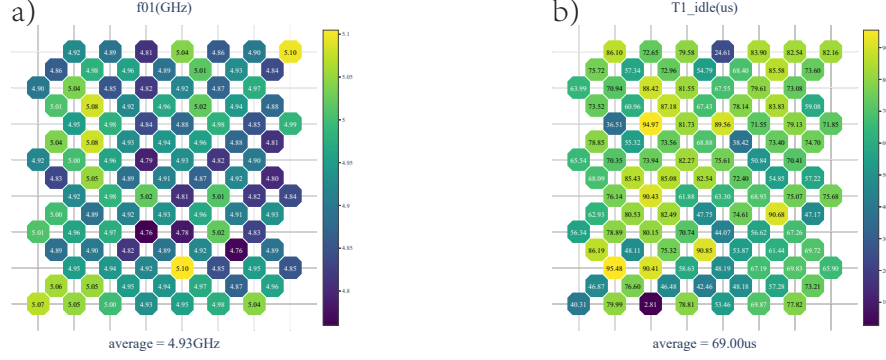 a)
f01(GHz)
4.92 4.89 4.81 5.04 4.86 4.90 5.10
4.86 4.98 4.96 4.89 5.01 4.93 4.84
4.90 5.04 4.85 4.82 4.92 4.87 4.97
5.01 5.08 4.92 4.96 5.02 4.94 4.88
4.95 4.98 4.94 4.88 4.98 4.85 4.99
5.04 5.08 4.93 4.94 4.96 4.88 4.81
4.92 5.00 4.96 4.79 4.93 4.82 4.90
4.83 5.05 4.89 4.91 4.87 4.92 4.80
4.92 4.98 5.02 4.81 5.01 4.85 4.84
5.00 4.89 4.92 4.93 4.96 4.91 4.93
5.01 4.96 4.97 4.76 4.78 5.02 4.83
4.89 4.90 4.82 4.89 4.92 4.76 4.89
4.95 4.94 4.92 5.10 4.85 4.95 4.85
5.06 5.05 4.92 4.95 4.97 4.87 4.96
5.07 5.05 5.00 4.93 4.95 4.98 5.04
5.1
5.05
5
4.95
4.9
4.85
4.8
average = 4.93GHz
b)
T1_idle(us)
86.10 72.65 79.58 24.61 83.90 82.54 82.16
75.72 57.34 72.96 54.79 68.40 85.58 73.60
63.99 70.94 88.42 81.55 67.55 79.61 73.08
73.52 60.96 87.18 67.43 78.14 83.83 59.08
36.51 94.97 81.73 89.56 71.55 79.13 71.85
78.85 55.32 73.56 68.88 38.42 73.40 74.70
65.54 70.35 73.94 82.27 75.61 50.84 70.41
68.09 85.43 85.08 82.54 72.40 54.85 57.22
76.14 90.43 61.88 63.30 68.93 75.07 75.68
62.93 80.53 82.49 47.75 74.61 90.68 47.17
56.34 78.89 80.15 70.74 44.07 56.62 67.26
86.19 48.11 75.32 90.85 53.87 61.44 69.72
95.48 90.41 58.63 48.19 67.19 69.83 65.90
46.87 76.60 46.48 42.46 48.18 57.28 73.21
40.31 79.99 2.81 78.81 53.46 69.87 77.82
average = 69.00us